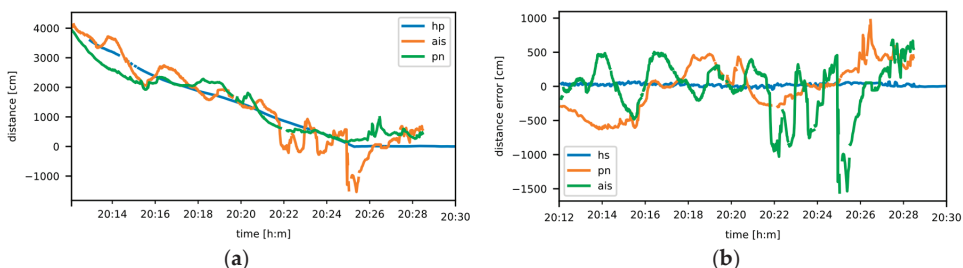 4000
3000
2000
1000
0
−1000
distance [cm]
hp
ais
pn
20:14
20:16
20:18
20:20
20:22
20:24
20:26
20:28
20:30
time [h:m]
(a)
500
0
−500
−1000
−1500
distance error [cm]
hs
pn
ais
20:12
20:14
20:16
20:18
20:20
20:22
20:24
20:26
20:28
20:30
time [h:m]
(b)